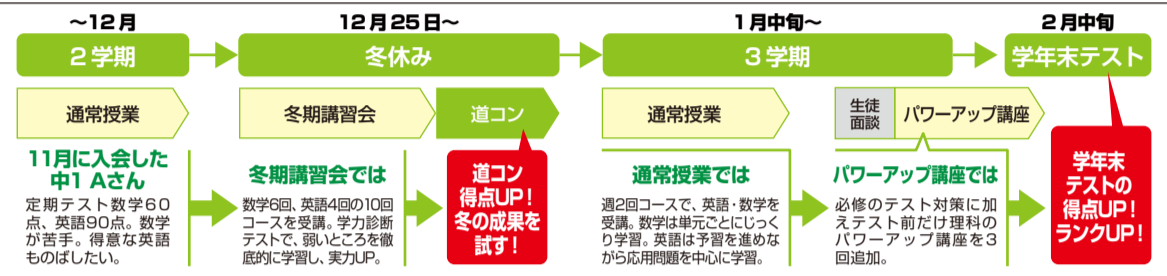 ～12月
12月25日～
1月中旬～
2月中旬
2学期
冬休み
3学期
学年末テスト
通常授業
冬期講習会
道コン
通常授業
生徒
面談
パワーアップ講座
11月に入会した
中1 Aさん
定期テスト数学60
点、英語90点。数学
が苦手。得意な英語
ものばしたい。
冬期講習会では
数学6回、英語4回の10回
コースを受講。学力診断
テストで、弱いところを徹
底的に学習し、実力UP。
道コン
得点UP！
冬の成果を
試す！
通常授業では
週2回コースで、英語・数学を
受講。数学は単元ごとにじっく
り学習。英語は予習を進めな
がら応用問題を中心に学習。
パワーアップ講座では
必修のテスト対策に加
えテスト前だけ理科の
パワーアップ講座を3
回追加。
学年末
テストの
得点UP！
ランクUP！